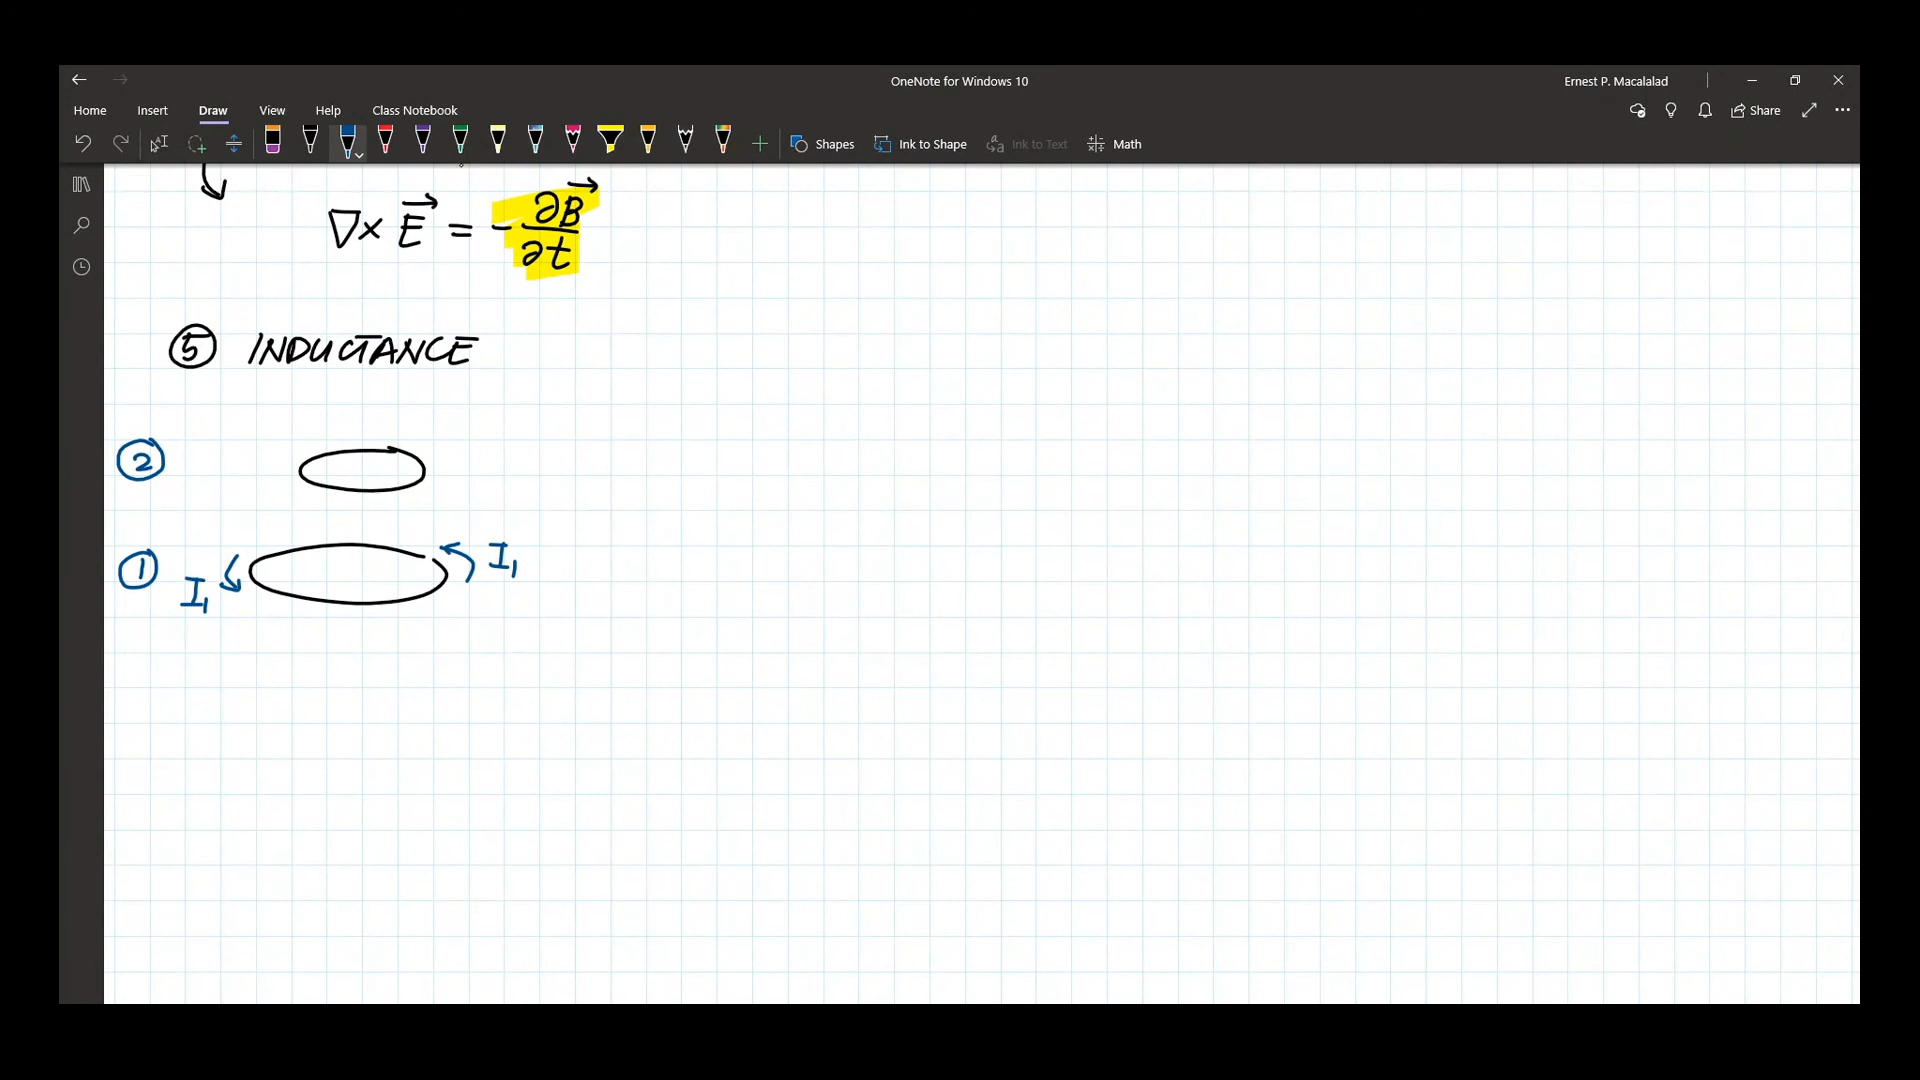 OneNote for Windows 10
Ernest P. Macalalad
Home Insert Draw View Help Class Notebook
Share
Shapes Ink to Shape Ink to Text Math
∇× E⃗ = -∂B⃗/∂t
⑤ INDUCTANCE
②
① I₁ I₁